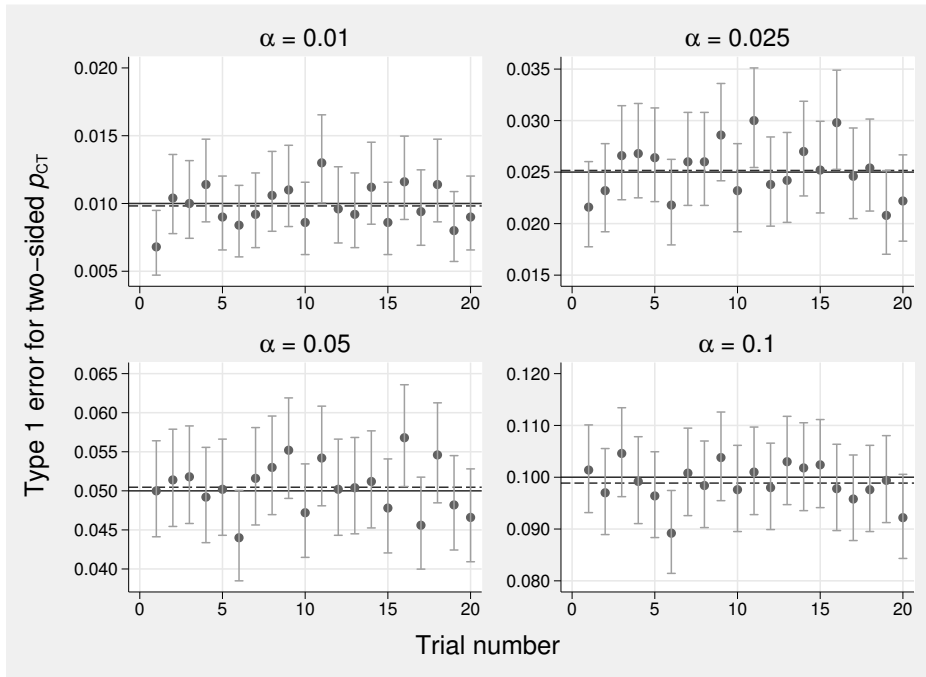 α = 0.01
α = 0.025
0.020
0.015
0.010
0.005
0 5 10 15 20
0.035
0.030
0.025
0.020
0.015
0 5 10 15 20
α = 0.05
α = 0.1
0.065
0.060
0.055
0.050
0.045
0.040
0 5 10 15 20
0.120
0.110
0.100
0.090
0.080
0 5 10 15 20
Type 1 error for two−sided pCT
Trial number